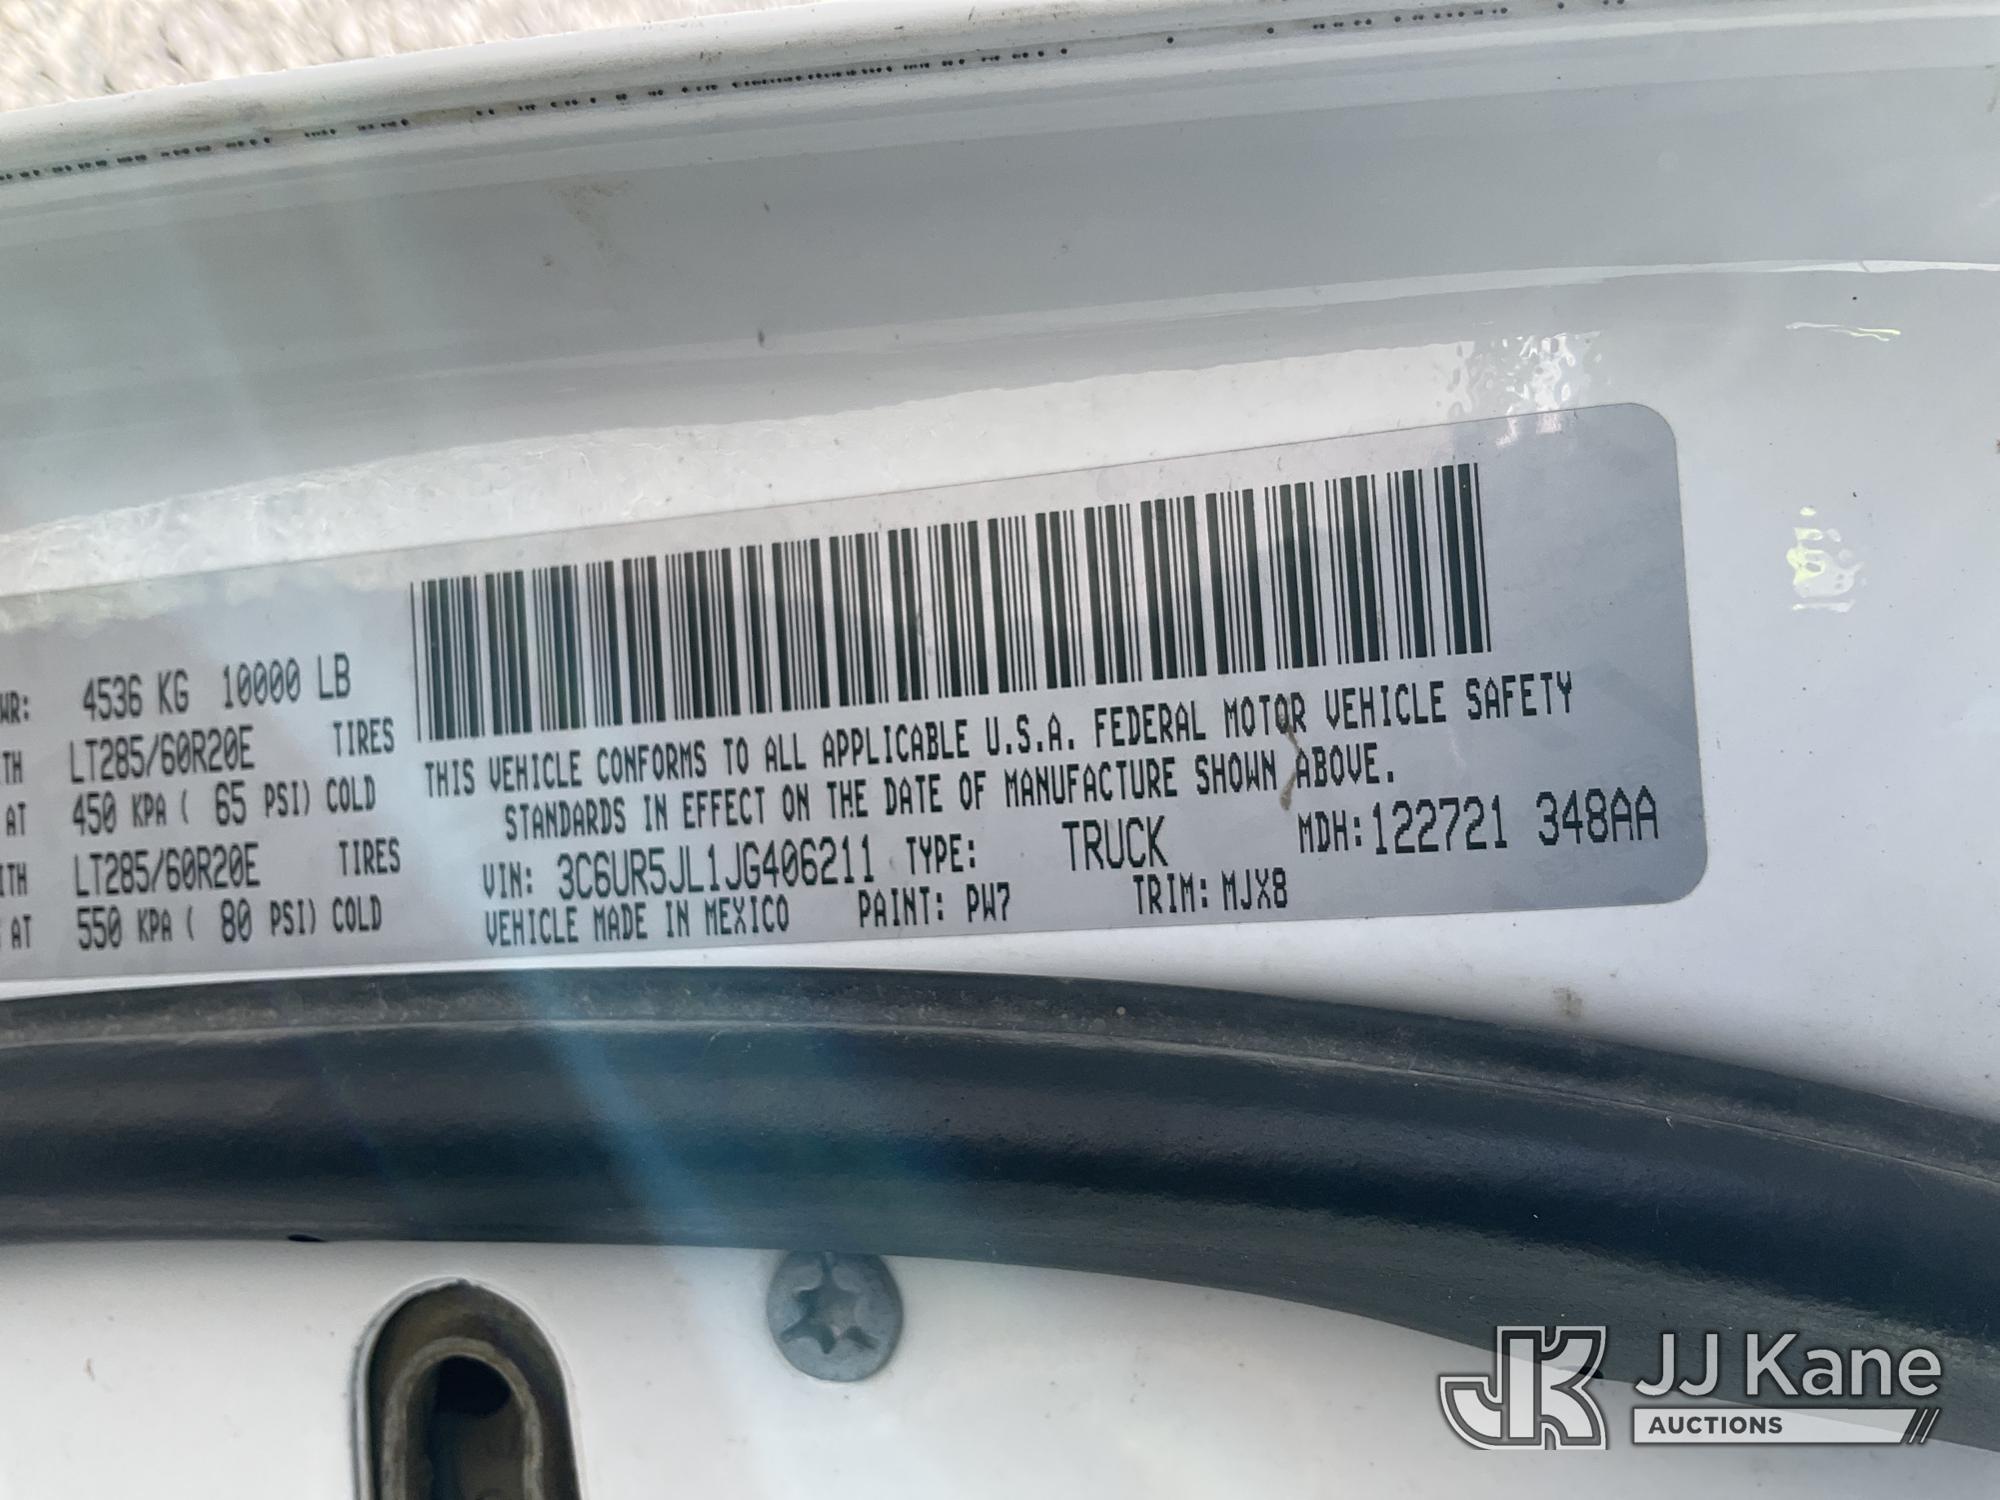 4536 KG 10000 LB
LT285/60R20E TIRES
AT 450 KPA ( 65 PSI) COLD
LT285/60R20E TIRES
AT 550 KPA ( 80 PSI) COLD
THIS VEHICLE CONFORMS TO ALL APPLICABLE U.S.A. FEDERAL MOTOR VEHICLE SAFETY
STANDARDS IN EFFECT ON THE DATE OF MANUFACTURE SHOWN ABOVE.
VIN: 3C6UR5JL1JG406211 TYPE: TRUCK MDH:122721 348AA
VEHICLE MADE IN MEXICO PAINT: PW7 TRIM: MJX8
JK JJ Kane
AUCTIONS